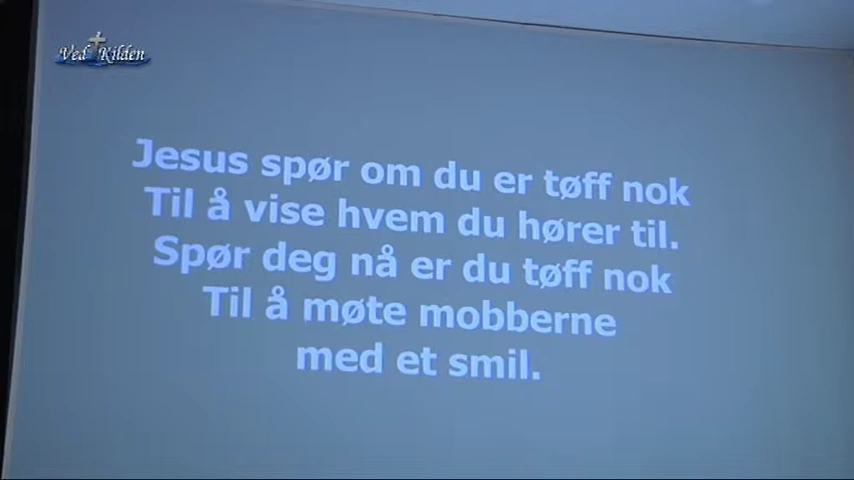 Ved Kilden
Jesus spør om du er tøff nok
Til å vise hvem du hører til.
Spør deg nå er du tøff nok
Til å møte mobberne
med et smil.